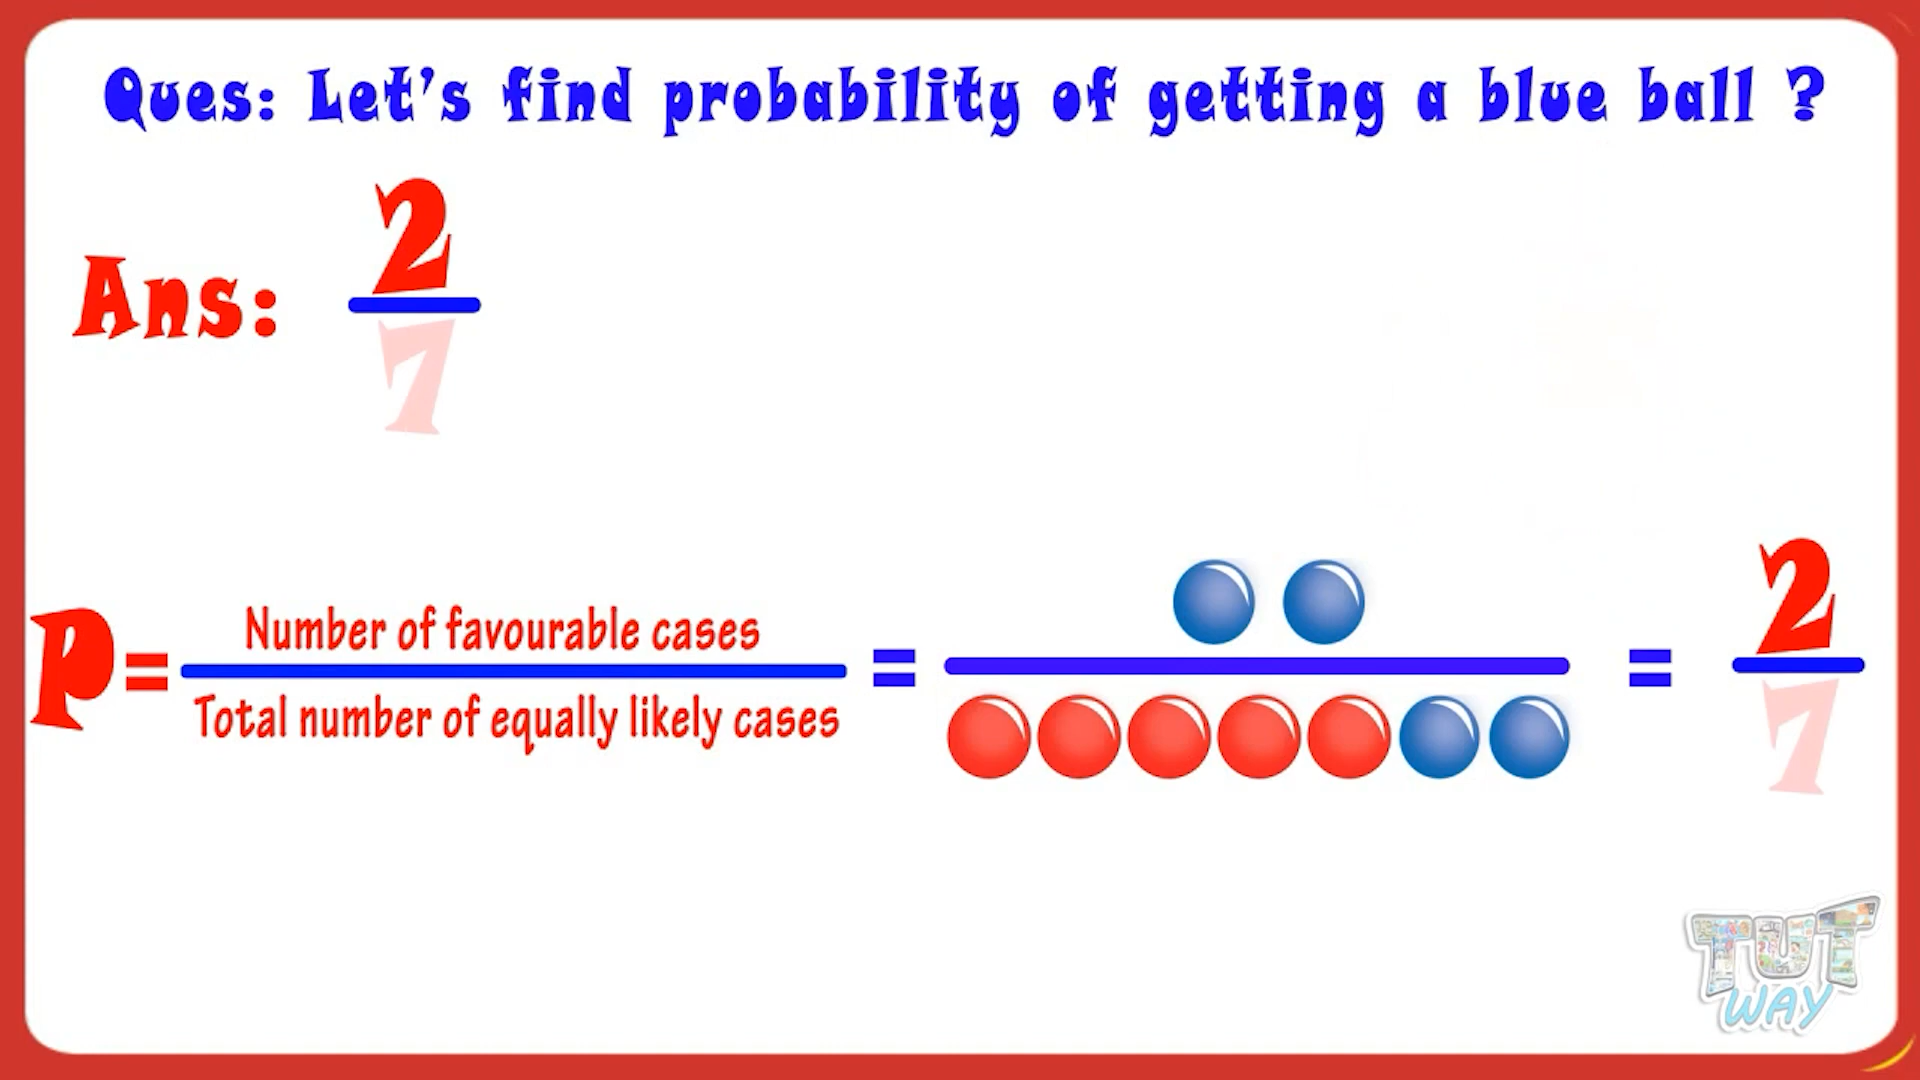 Ques: Let's find probability of getting a blue ball ?
Ans: 2
7
P = Number of favourable cases = = 2
Total number of equally likely cases 7
TUT
WAY